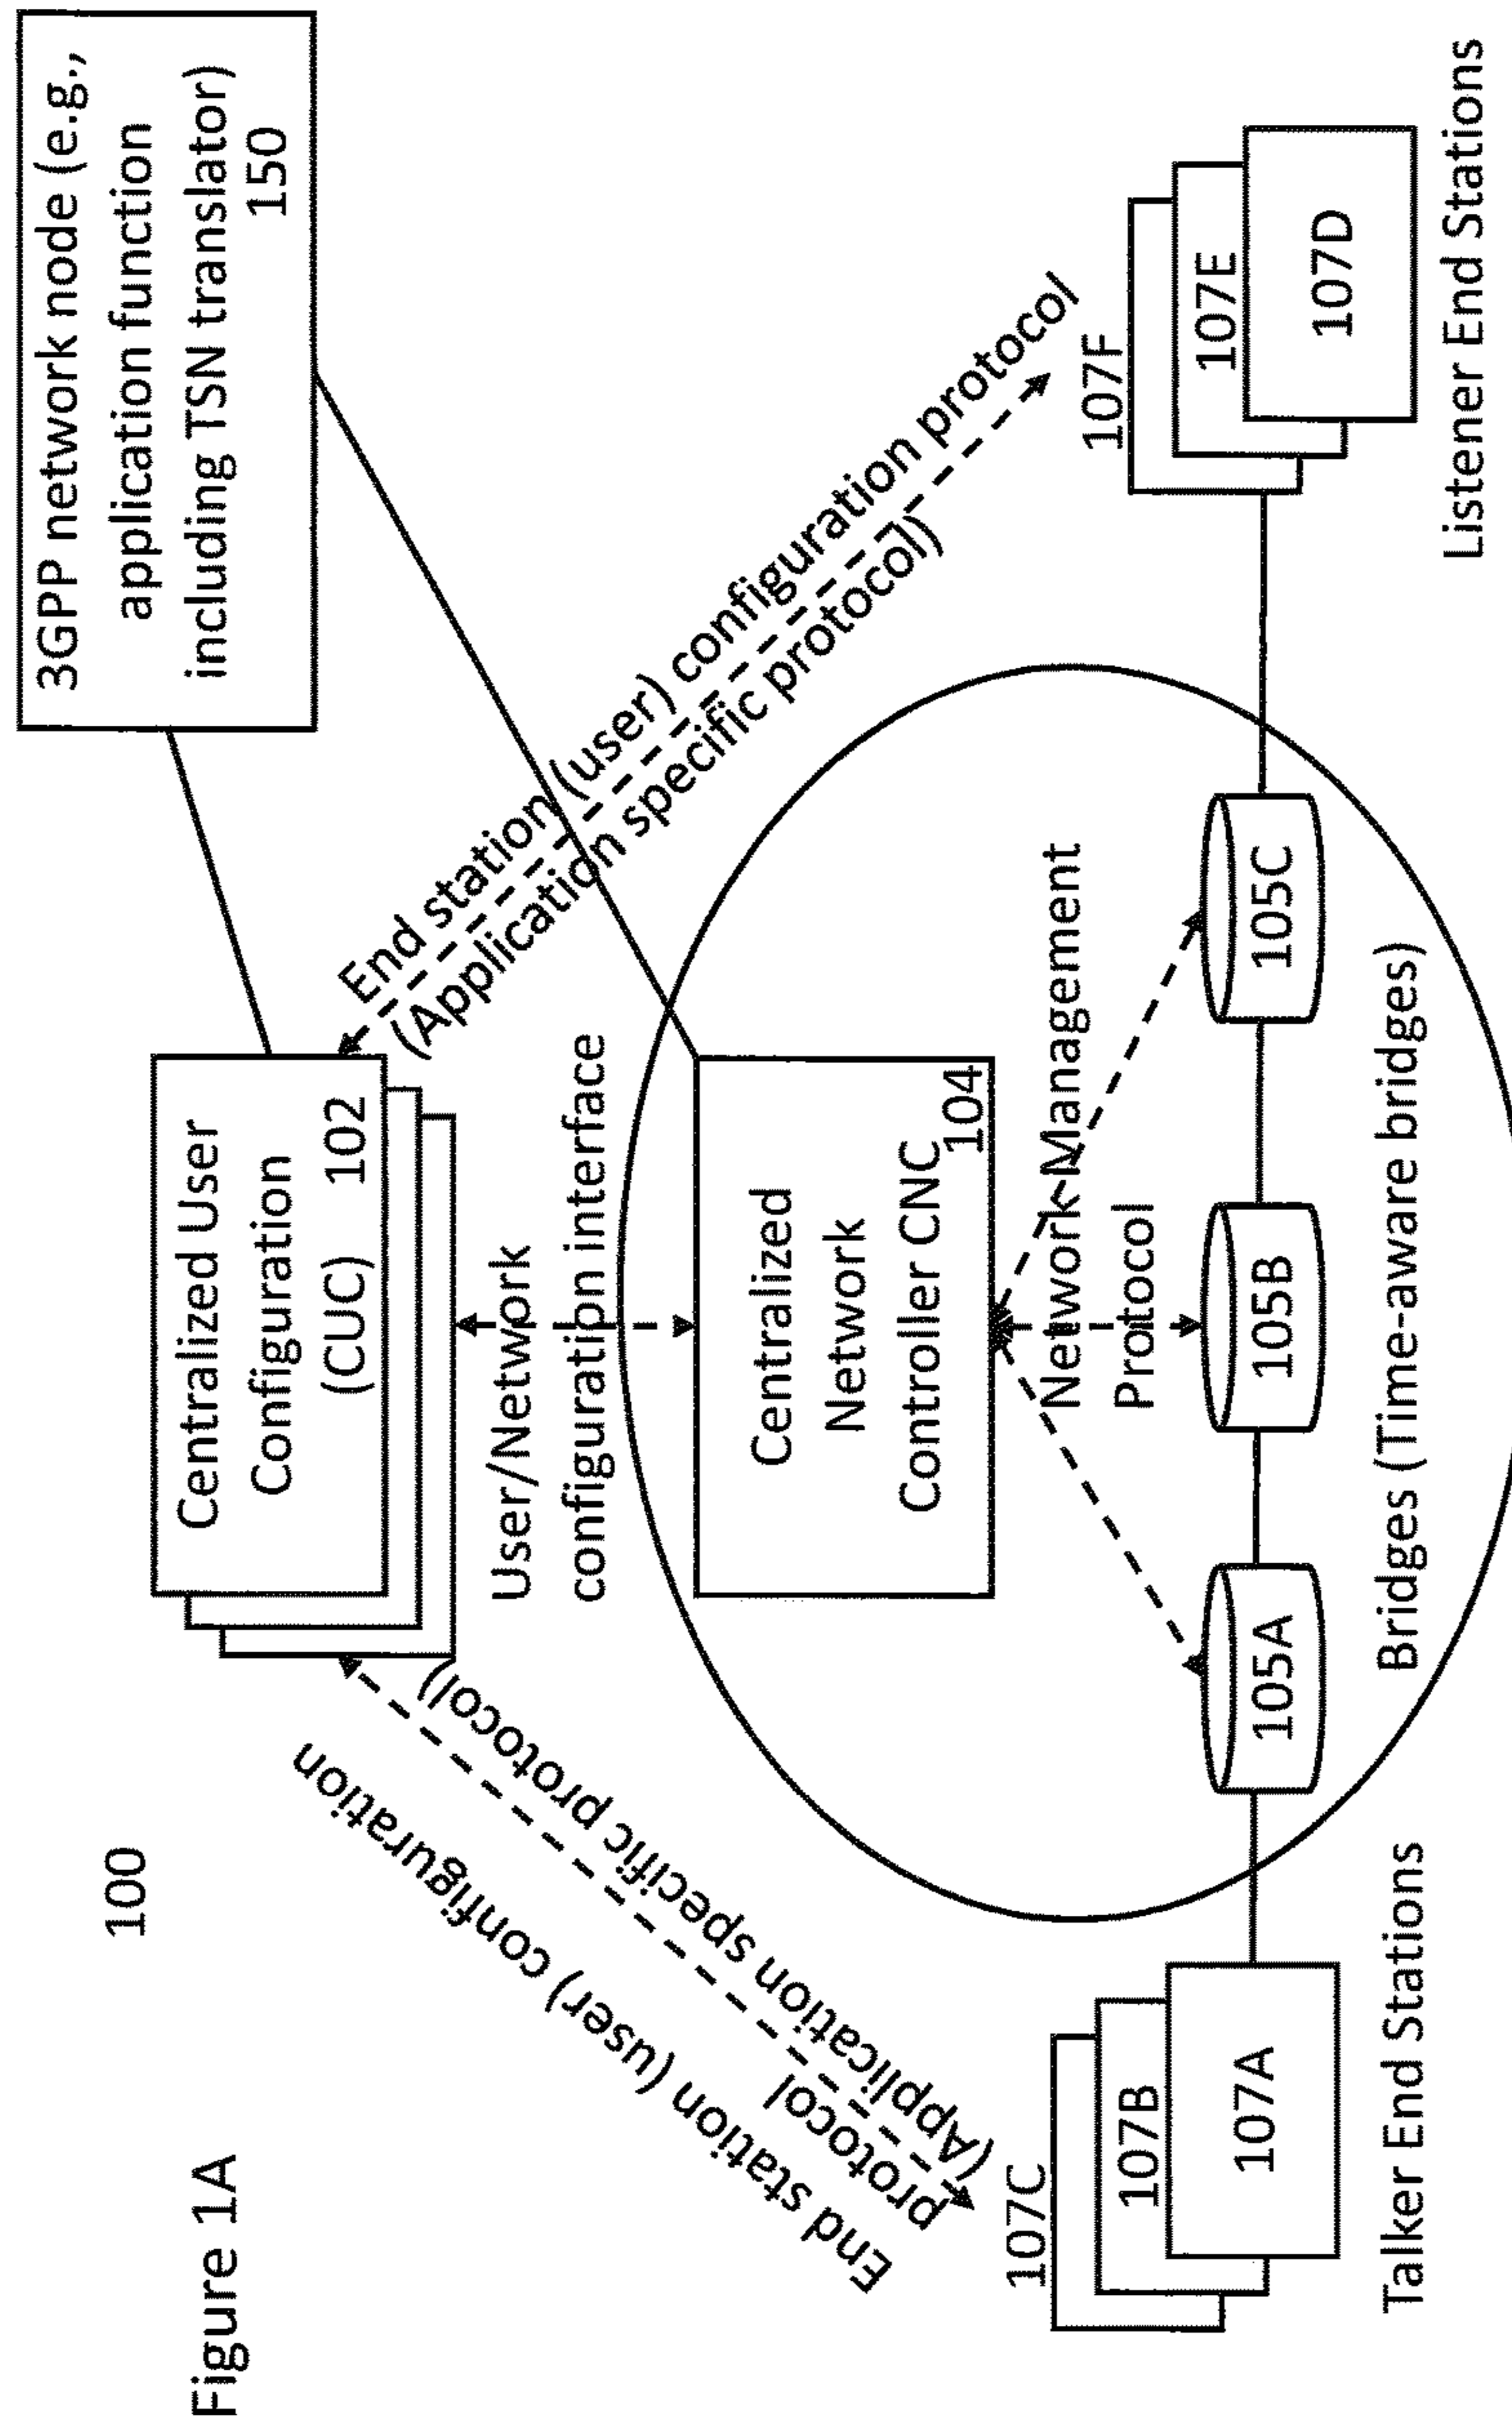 Figure 1A
100
3GPP network node (e.g.,
application function
including TSN translator)
150
Centralized User
Configuration
(CUC) 102
End station (user) configuration
protocol
(Application specific protocol)
User/Network
configuration interface
End station (user) configuration protocol
(Application specific protocol)
Centralized
Network
Controller CNC
104
Network Management
Protocol
107C
107B
107A
105A
105B
105C
107F
107E
107D
Talker End Stations
Bridges (Time-aware bridges)
Listener End Stations